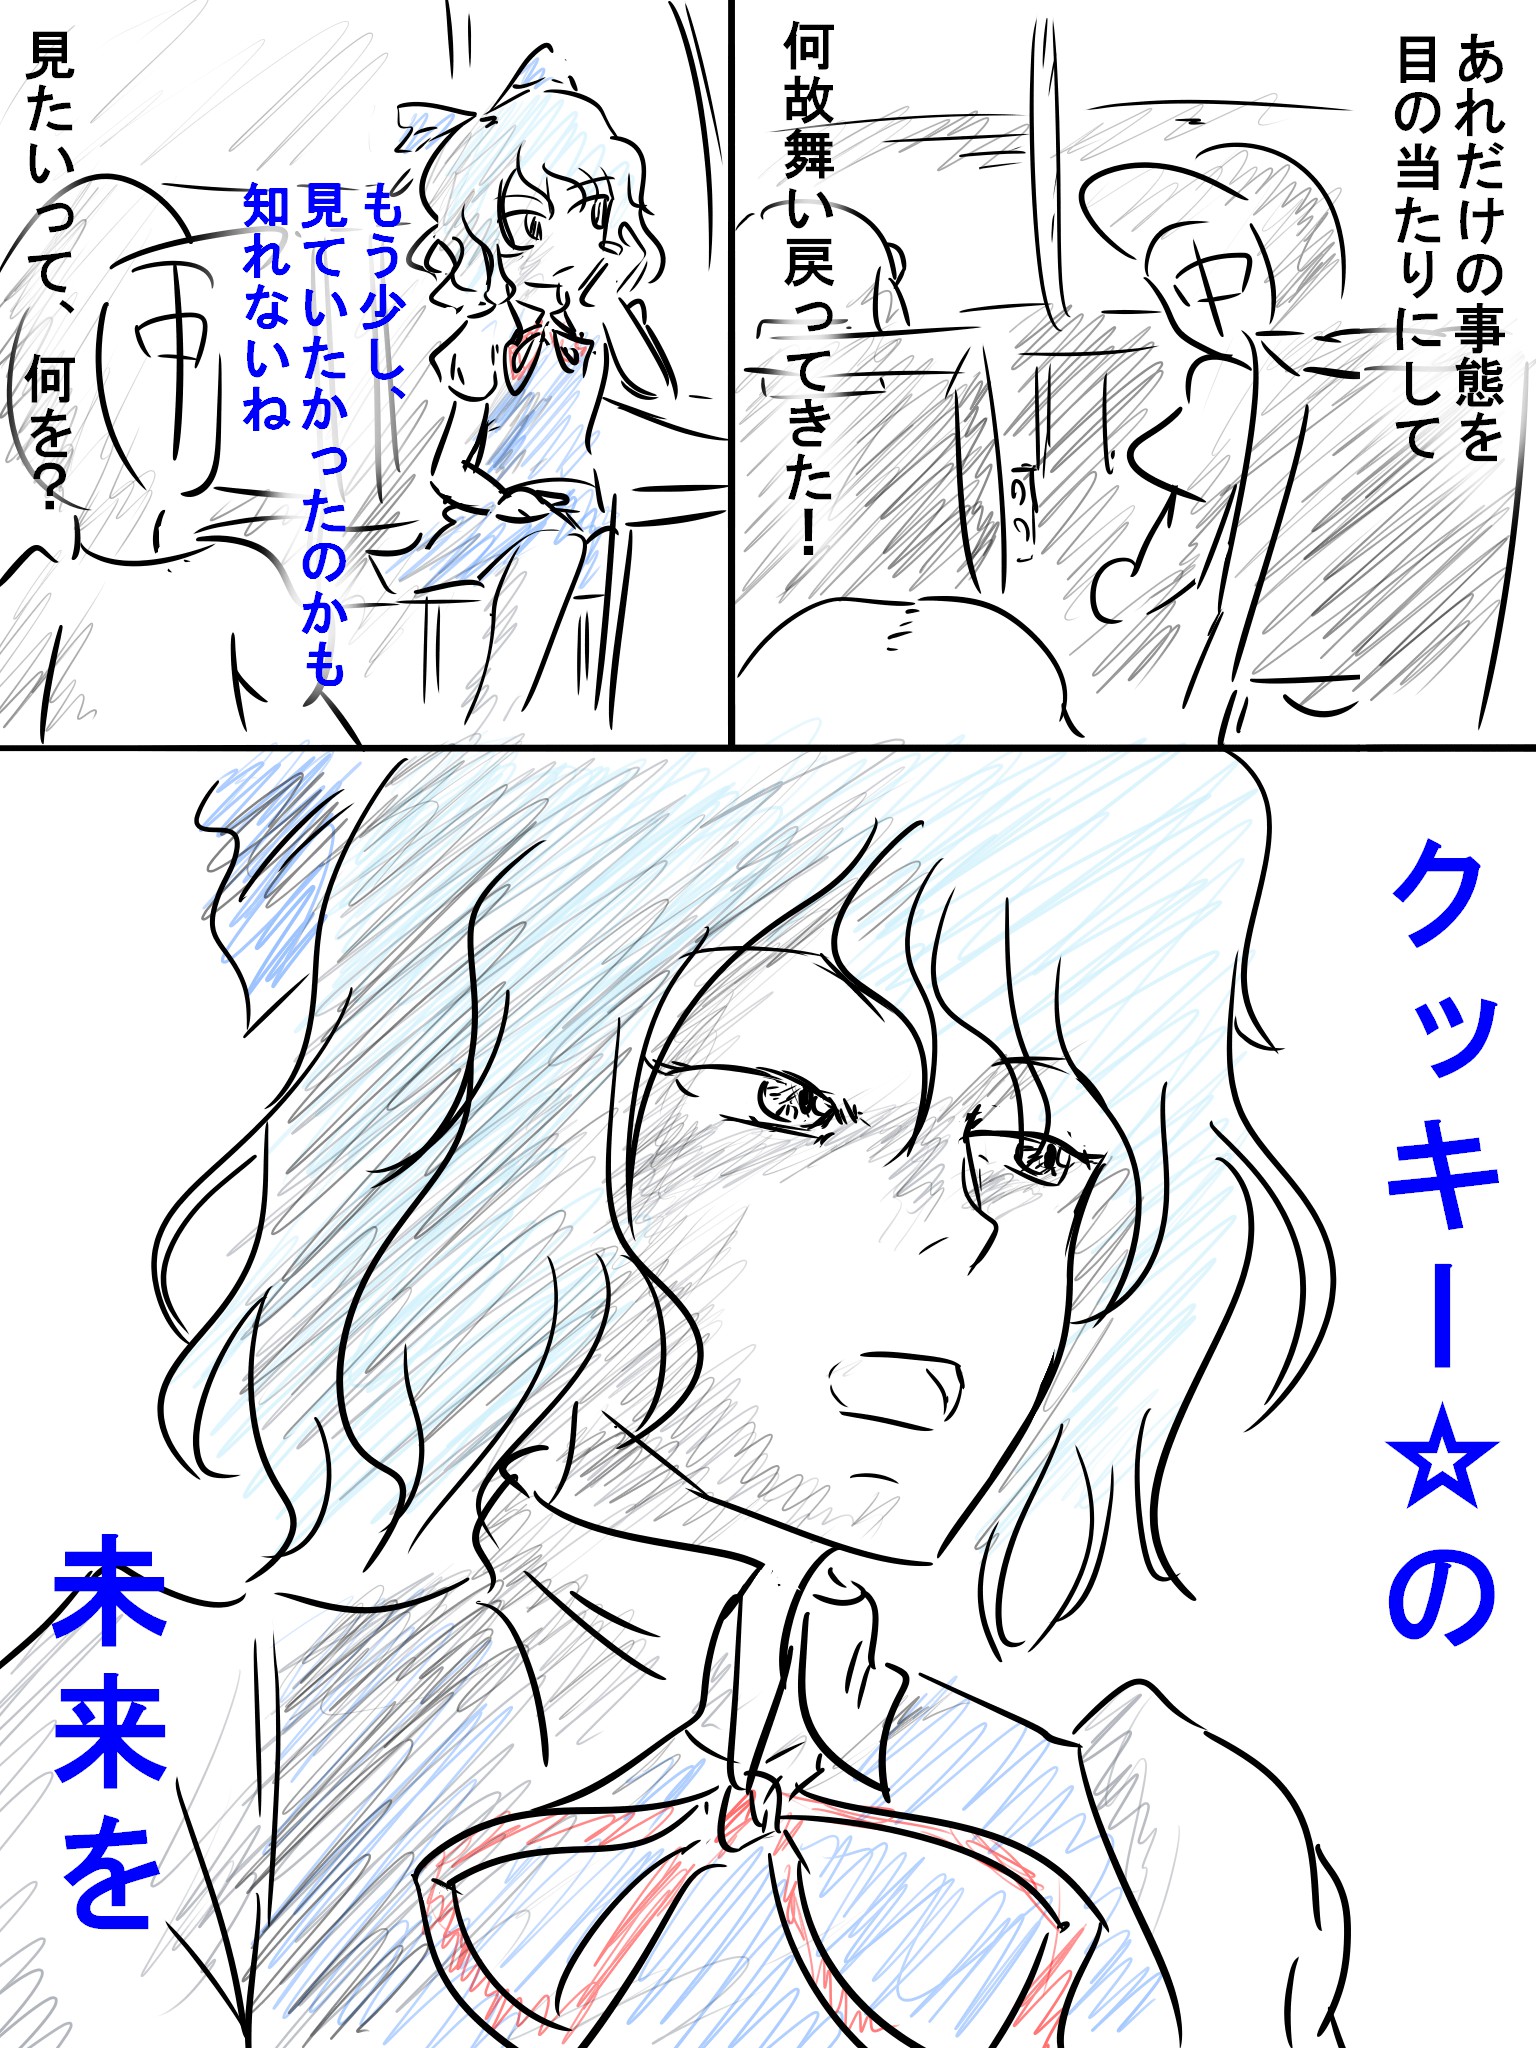 あれだけの事態を
目の当たりにして
何故舞い戻ってきた!
中
もう少し、
見ていたかったのかも
知れないね
見たいって、何を?
中
クッキー☆の
未来を